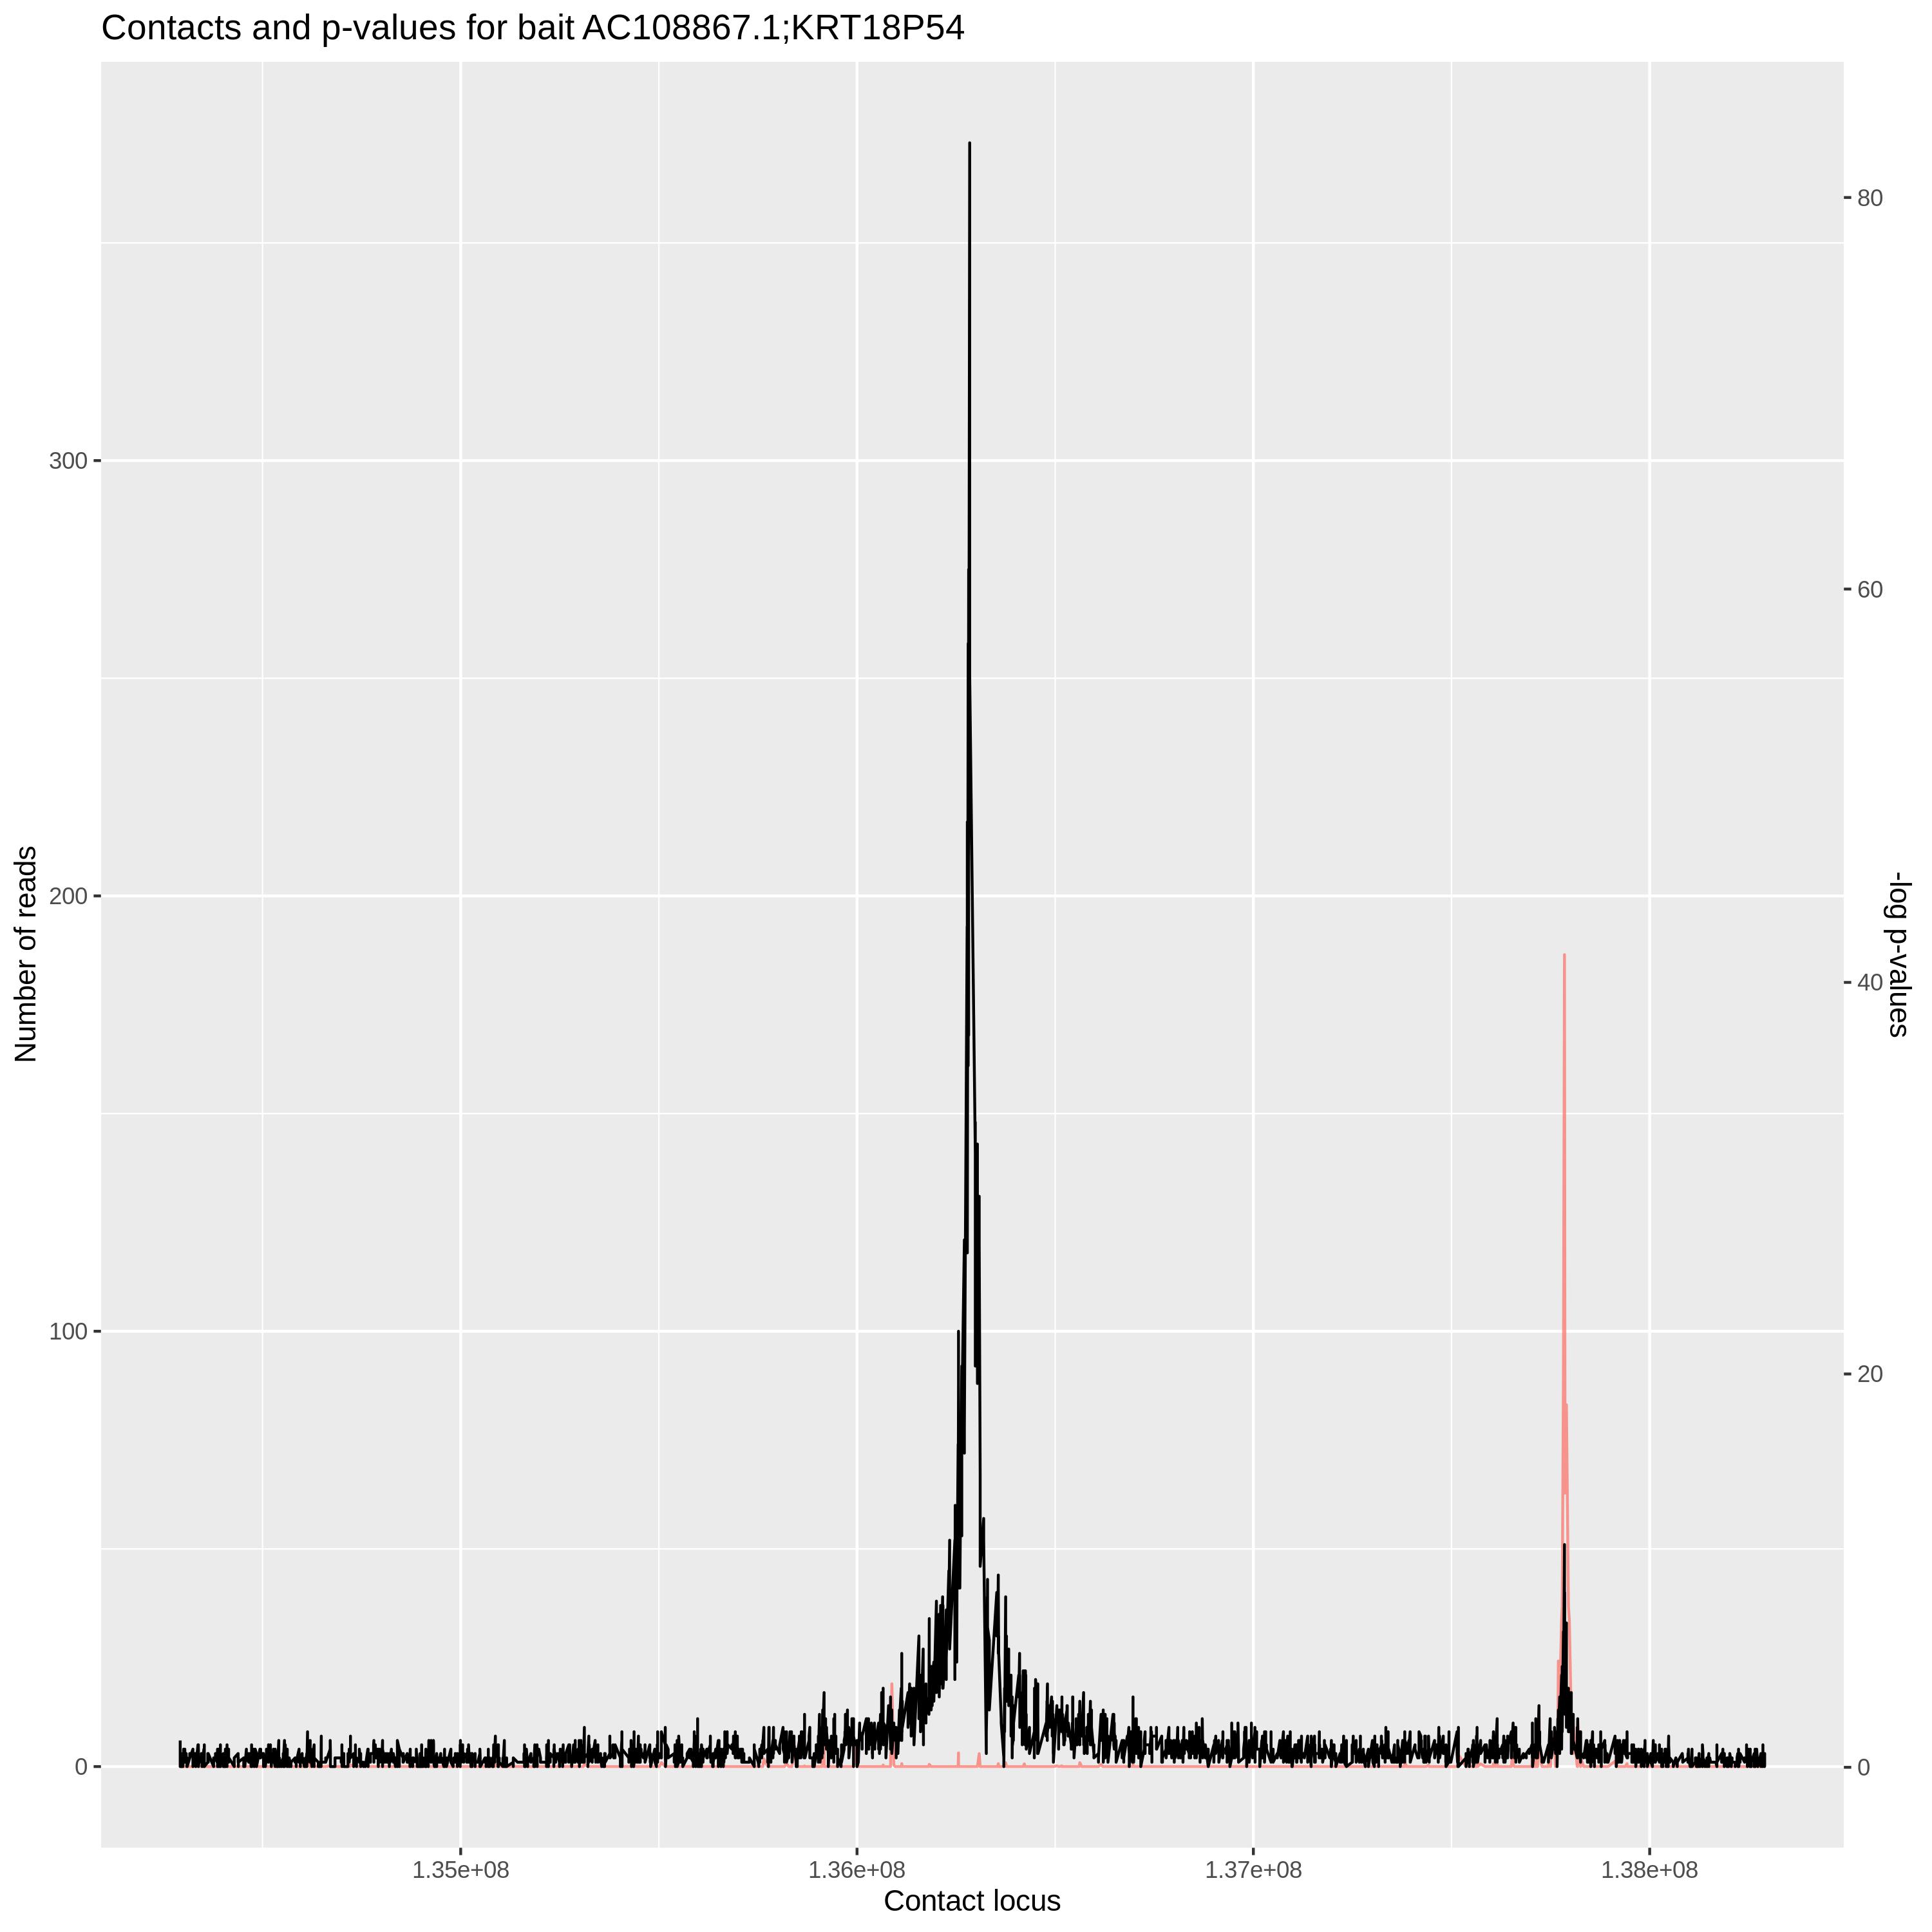 Contacts and p-values for bait AC108867.1;KRT18P54
Number of reads
300
200
100
0
80
60
40
20
0
-log p-values
1.35e+08
1.36e+08
1.37e+08
1.38e+08
Contact locus